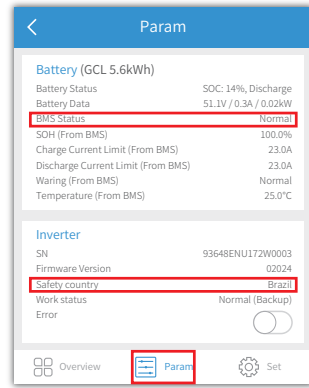 Param
Battery (GCL 5.6kWh)
Battery Status SOC: 14%, Discharge
Battery Data 51.1V / 0.3A / 0.02kW
BMS Status Normal
SOH (From BMS) 100.0%
Charge Current Limit (From BMS) 23.0A
Discharge Current Limit (From BMS) 23.0A
Waring (From BMS) Normal
Temperature (From BMS) 25.0°C
Inverter
SN 93648ENU172W0003
Firmware Version 02024
Safety country Brazil
Work status Normal (Backup)
Error
Overview Param Set